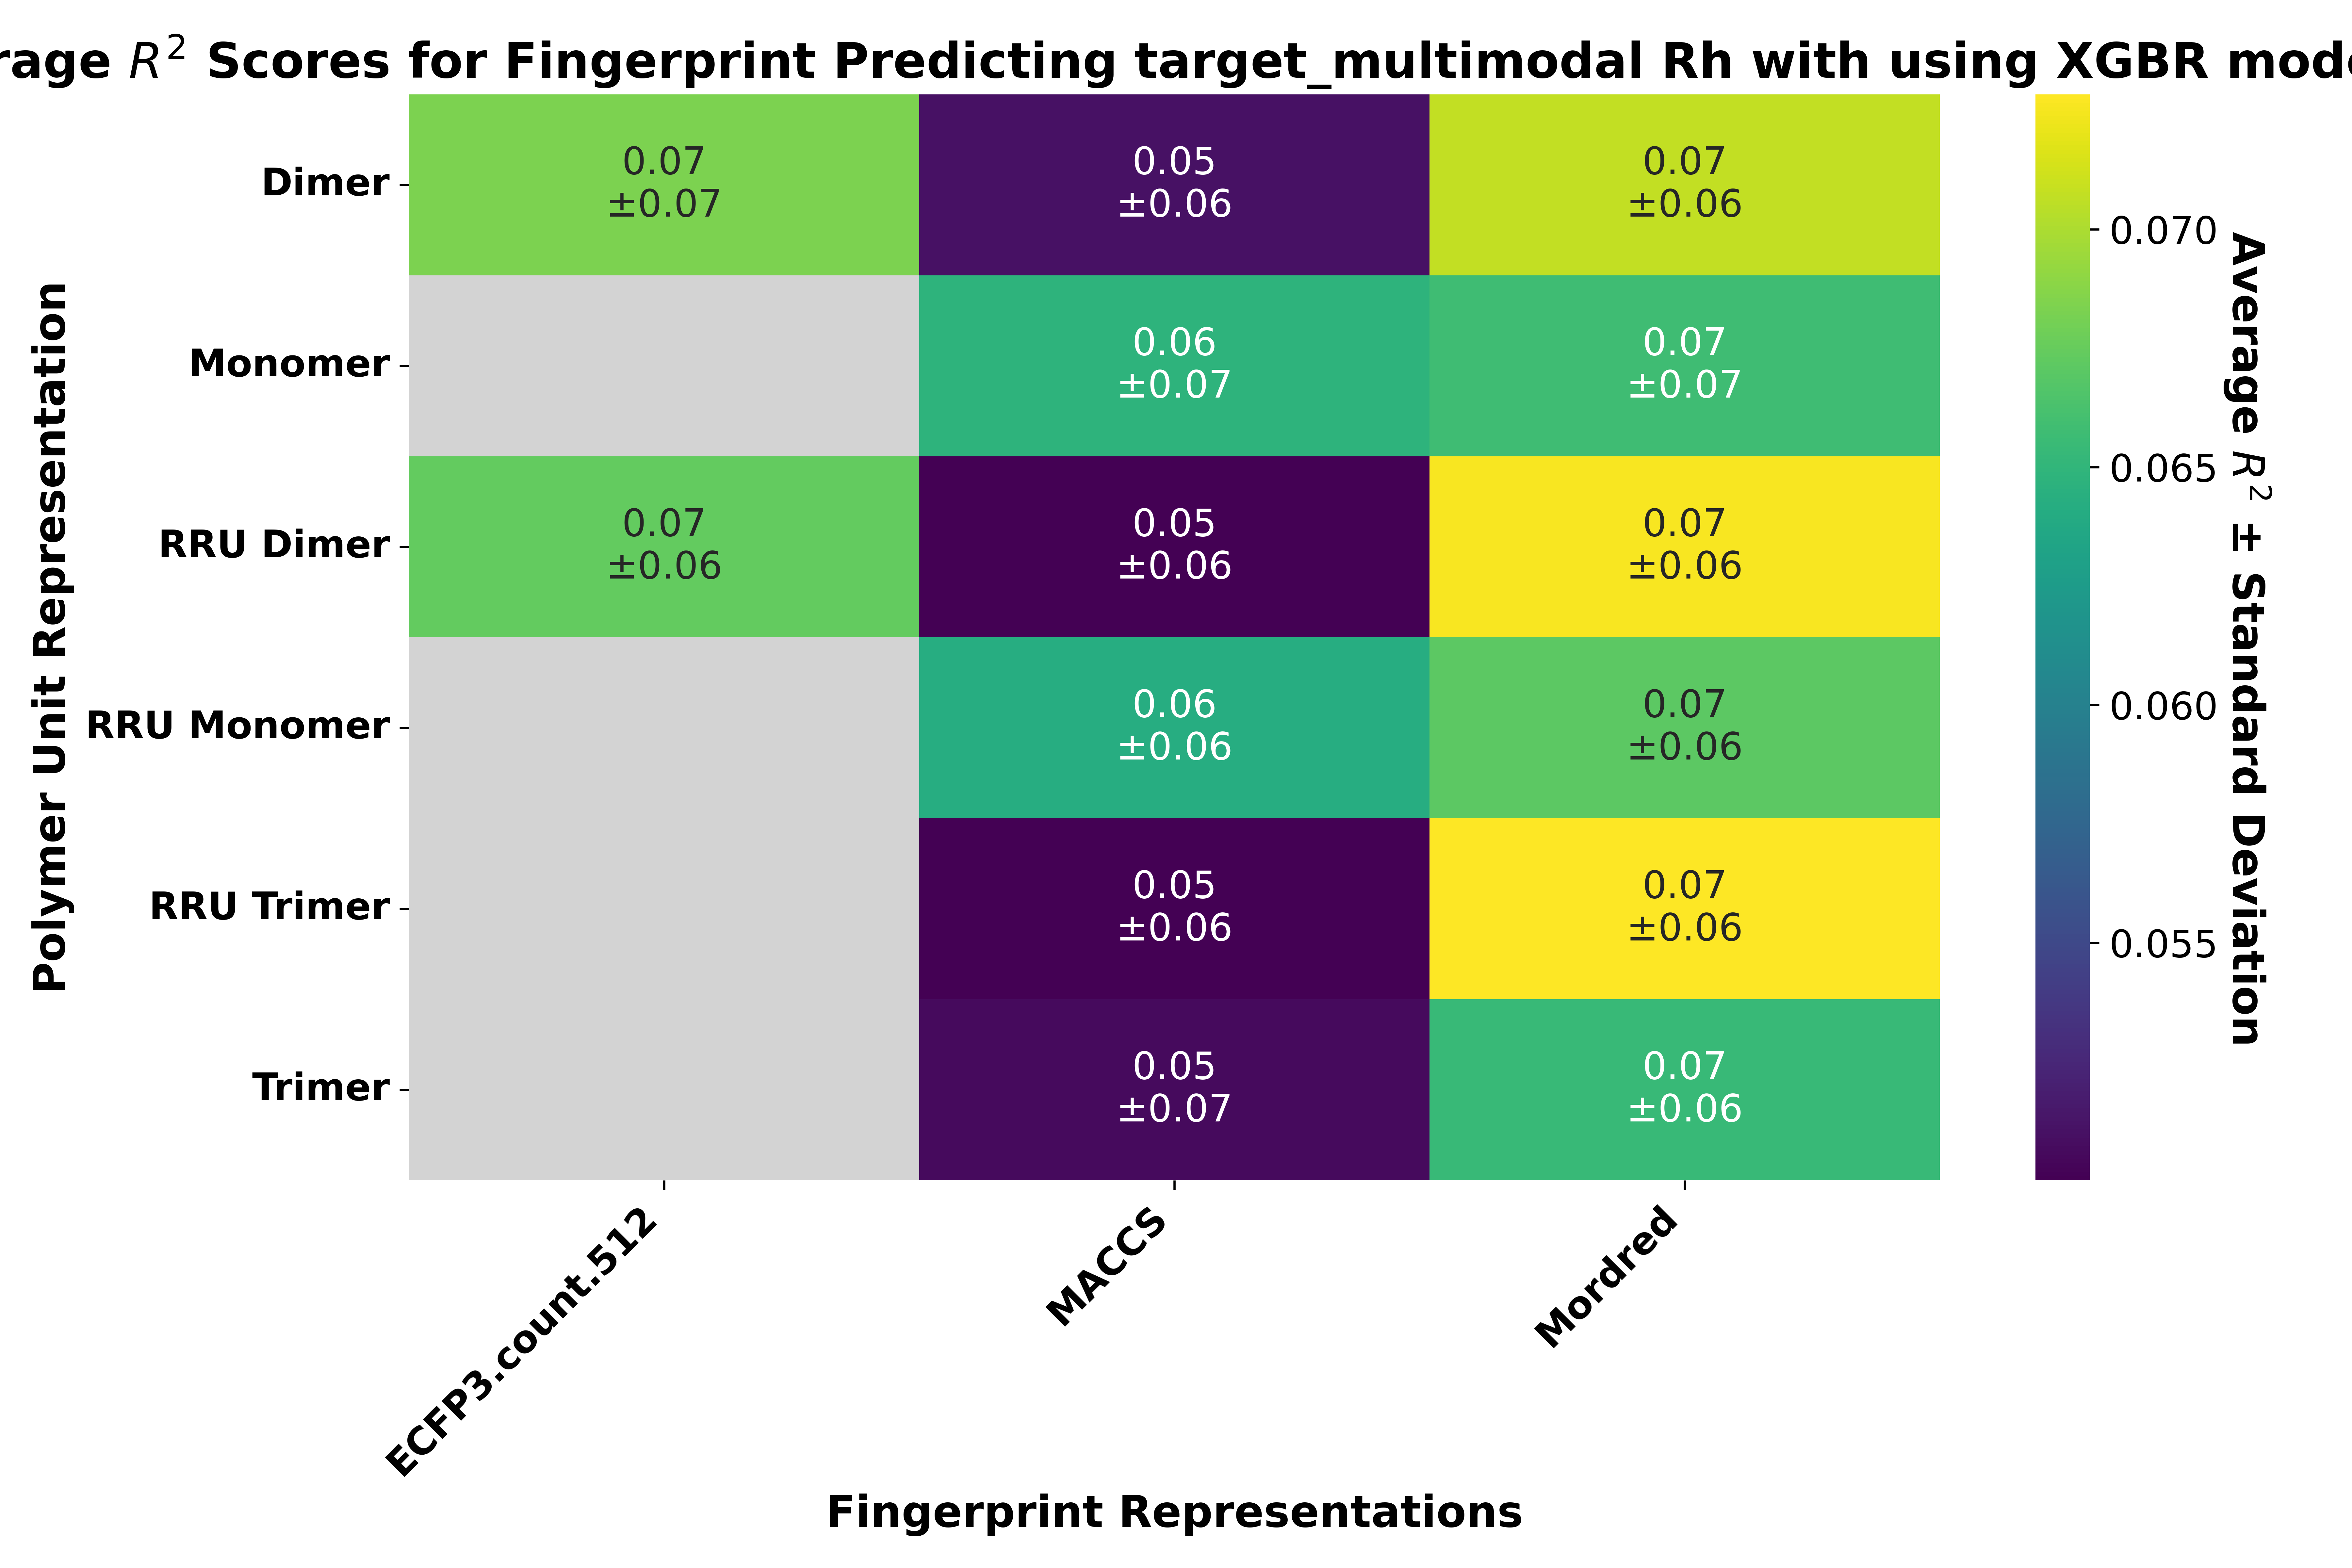 rage R² Scores for Fingerprint Predicting target_multimodal Rh with using XGBR mod
Polymer Unit Representation
Dimer
0.07
±0.07
0.05
±0.06
0.07
±0.06
Monomer
0.06
±0.07
0.07
±0.07
RRU Dimer
0.07
±0.06
0.05
±0.06
0.07
±0.06
RRU Monomer
0.06
±0.06
0.07
±0.06
RRU Trimer
0.05
±0.06
0.07
±0.06
Trimer
0.05
±0.07
0.07
±0.06
ECFP3.count.512
MACCS
Mordred
Fingerprint Representations
0.070
0.065
0.060
0.055
Average R² ± Standard Deviation